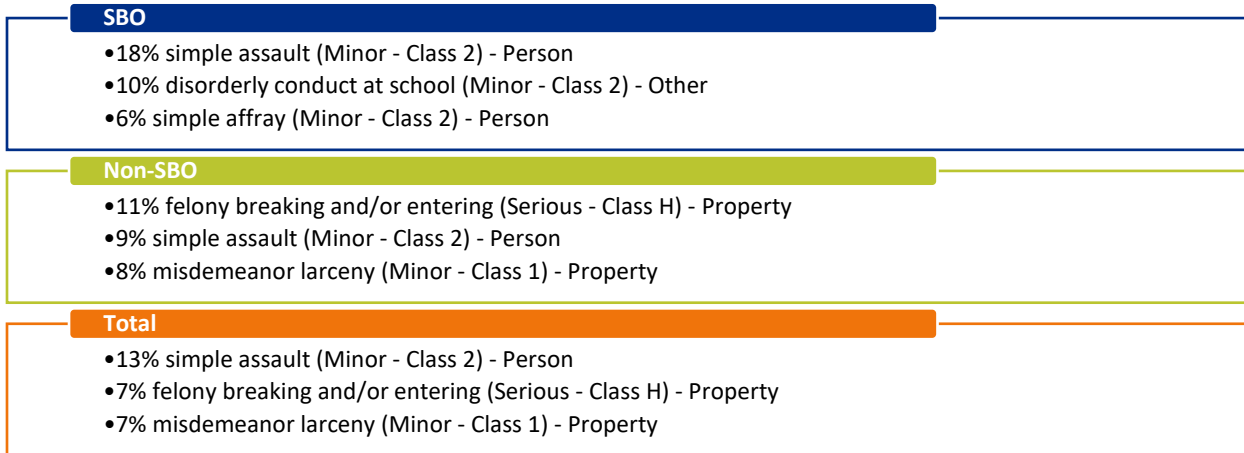 SBO
•18% simple assault (Minor - Class 2) - Person
•10% disorderly conduct at school (Minor - Class 2) - Other
•6% simple affray (Minor - Class 2) - Person
Non-SBO
•11% felony breaking and/or entering (Serious - Class H) - Property
•9% simple assault (Minor - Class 2) - Person
•8% misdemeanor larceny (Minor - Class 1) - Property
Total
•13% simple assault (Minor - Class 2) - Person
•7% felony breaking and/or entering (Serious - Class H) - Property
•7% misdemeanor larceny (Minor - Class 1) - Property